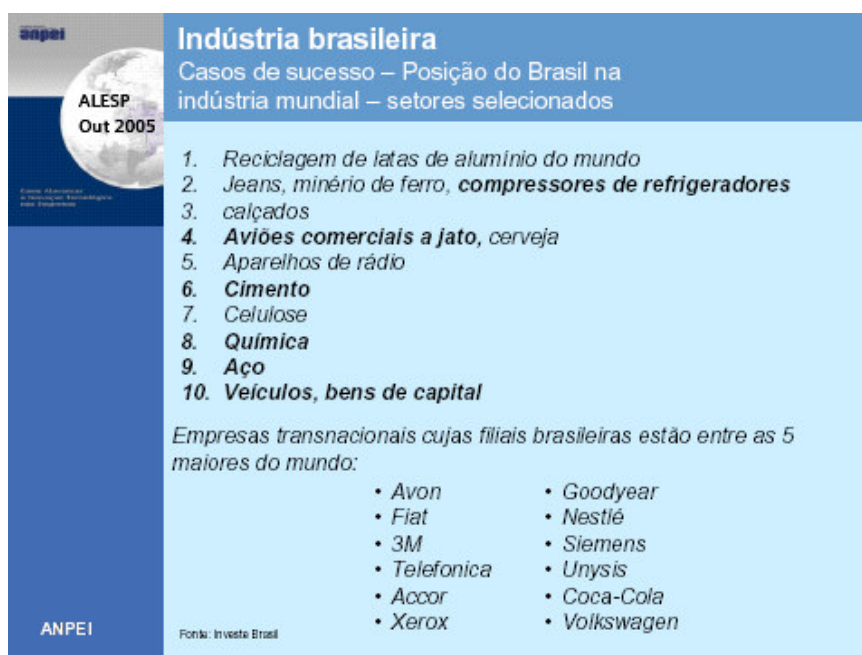 anpei
ALESP
Out 2005
Indústria brasileira
Casos de sucesso – Posição do Brasil na
indústria mundial – setores selecionados
1. Reciclagem de latas de alumínio do mundo
2. Jeans, minério de ferro, compressores de refrigeradores
3. calçados
4. Aviões comerciais a jato, cerveja
5. Aparelhos de rádio
6. Cimento
7. Celulose
8. Química
9. Aço
10. Veículos, bens de capital
Empresas transnacionais cujas filiais brasileiras estão entre as 5
maiores do mundo:
• Avon
• Fiat
• 3M
• Telefonica
• Accor
• Xerox
• Goodyear
• Nestlé
• Siemens
• Unysis
• Coca-Cola
• Volkswagen
ANPEI
Fonte: Investe Brasil